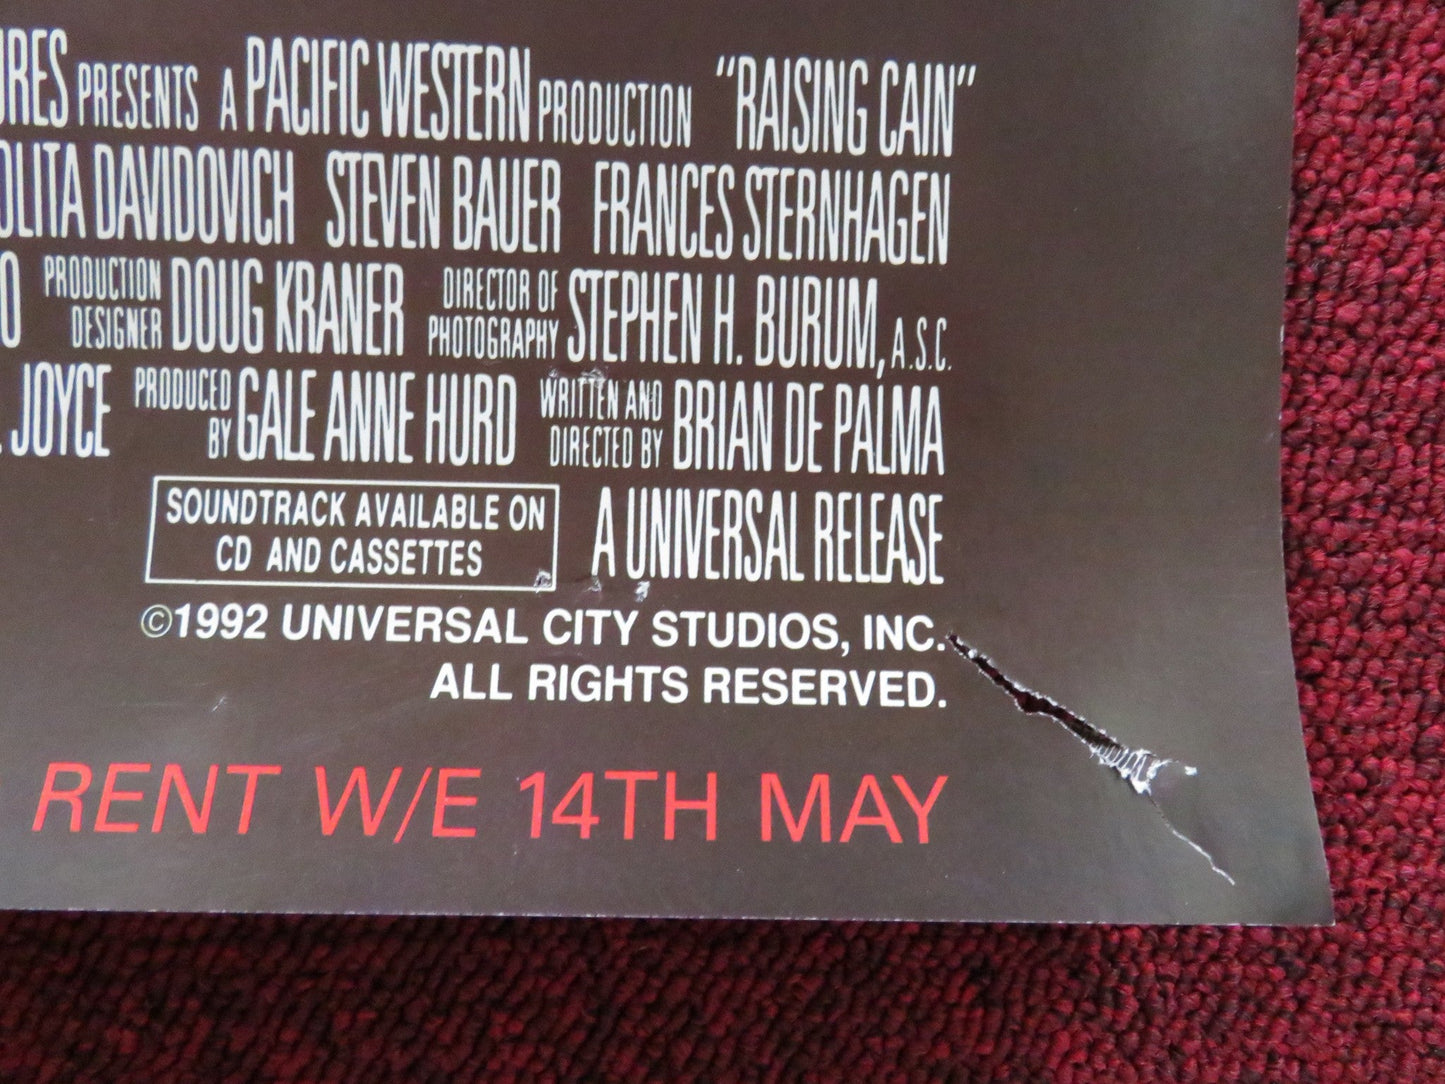 PRESENTS A PACIFIC WESTERN PRODUCTION "RAISING CAIN"
DAVIDOVICH STEVEN BAUER FRANCES STERNHAGEN
PRODUCTION DESIGNER DOUG KRANER DIRECTOR OF PHOTOGRAPHY STEPHEN H. BURUM, A.S.C.
JOYCE PRODUCED BY GALE ANNE HURD WRITTEN AND DIRECTED BY BRIAN DE PALMA
SOUNDTRACK AVAILABLE ON
CD AND CASSETTES
A UNIVERSAL RELEASE
©1992 UNIVERSAL CITY STUDIOS, INC.
ALL RIGHTS RESERVED.
RENT W/E 14TH MAY